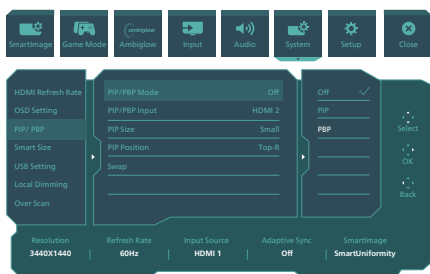 ambiglow
SmartImage Game Mode Ambiglow Input Audio System Setup Close
HDMI Refresh Rate PIP/PBP Mode Off Off
OSD Setting PIP/PBP Input HDMI 2 PIP
PIP/ PBP PIP Size Small PBP
Select
Smart Size PIP Position Top-R
USB Setting Swap
OK
Local Dimming
Over Scan
Back
Resolution Refresh Rate Input Source Adaptive Sync SmartImage
3440X1440 | 60Hz | HDMI 1 | Off | SmartUniformity